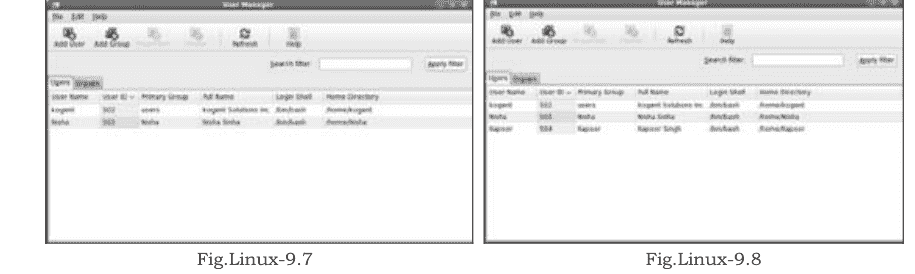 User Manager
File Edit Help
Add User Add Group Properties Delete Refresh Help
Search filter: Apply filter
Users Groups
User Name User ID Primary Group Full Name Login Shell Home Directory
kogent 502 users kogent Solutions Inc. /bin/bash /home/kogent
Nisha 503 Nisha Nisha Sinha /bin/bash /home/Nisha
Fig.Linux-9.7
User Manager
File Edit Help
Add User Add Group Properties Delete Refresh Help
Search filter: Apply filter
Users Groups
User Name User ID Primary Group Full Name Login Shell Home Directory
kogent 502 users kogent Solutions Inc. /bin/bash /home/kogent
Nisha 503 Nisha Nisha Sinha /bin/bash /home/Nisha
Kapoor 504 Kapoor Kapoor Singh /bin/bash /home/Kapoor
Fig.Linux-9.8